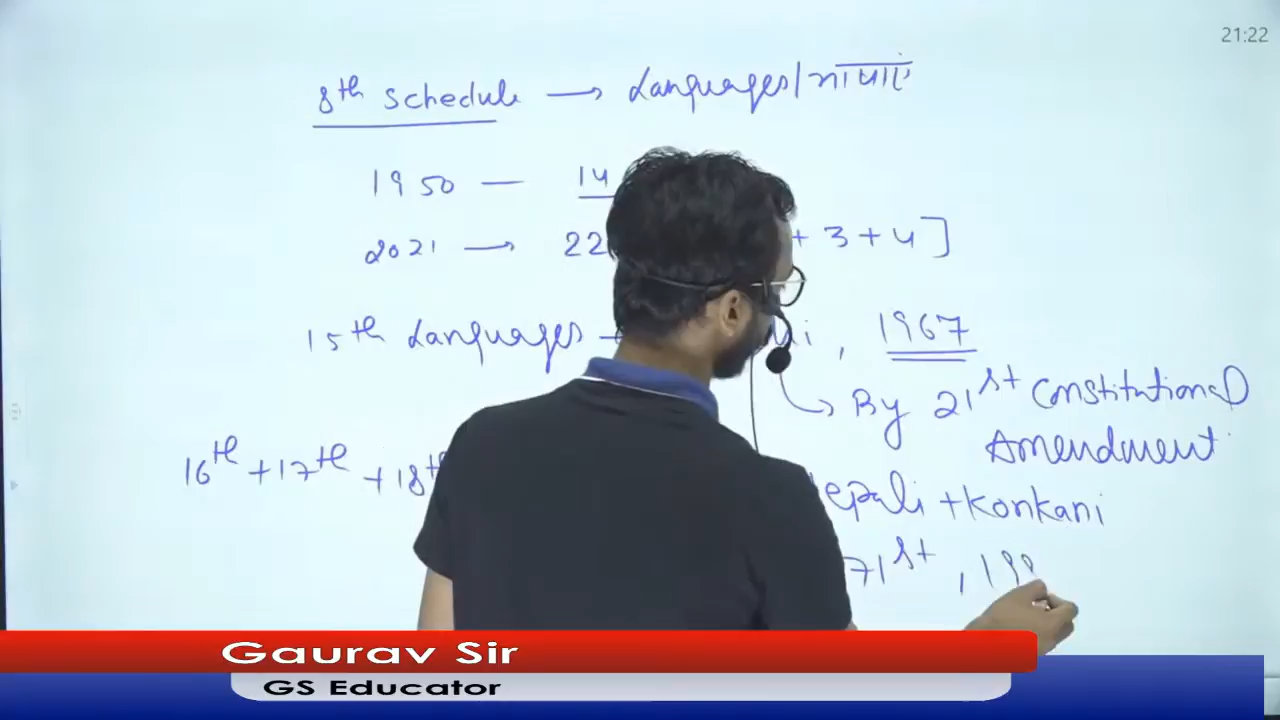 21:22
8th Schedule → Languages/भाषाएं
1950 — 14
2021 → 22 + 3 + 4]
15th Languages → i, 1967
→ By 21st Constitutional
Amendment
16th + 17th + 18th epali + Konkani
71st, 199
Gaurav Sir
GS Educator